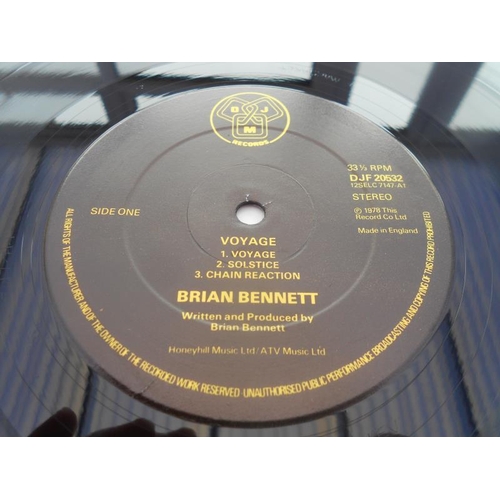 D J
M
RECORDS
33⅓ RPM
DJF 20532
12SELC 7147-A1
STEREO
℗ 1978 This
Record Co Ltd
Made in England
SIDE ONE
VOYAGE
1. VOYAGE
2. SOLSTICE
3. CHAIN REACTION
BRIAN BENNETT
Written and Produced by
Brian Bennett
Honeyhill Music Ltd/ATV Music Ltd
ALL RIGHTS OF THE MANUFACTURER AND OF THE OWNER OF THE RECORDED WORK RESERVED · UNAUTHORISED PUBLIC PERFORMANCE BROADCASTING AND COPYING OF THIS RECORD PROHIBITED